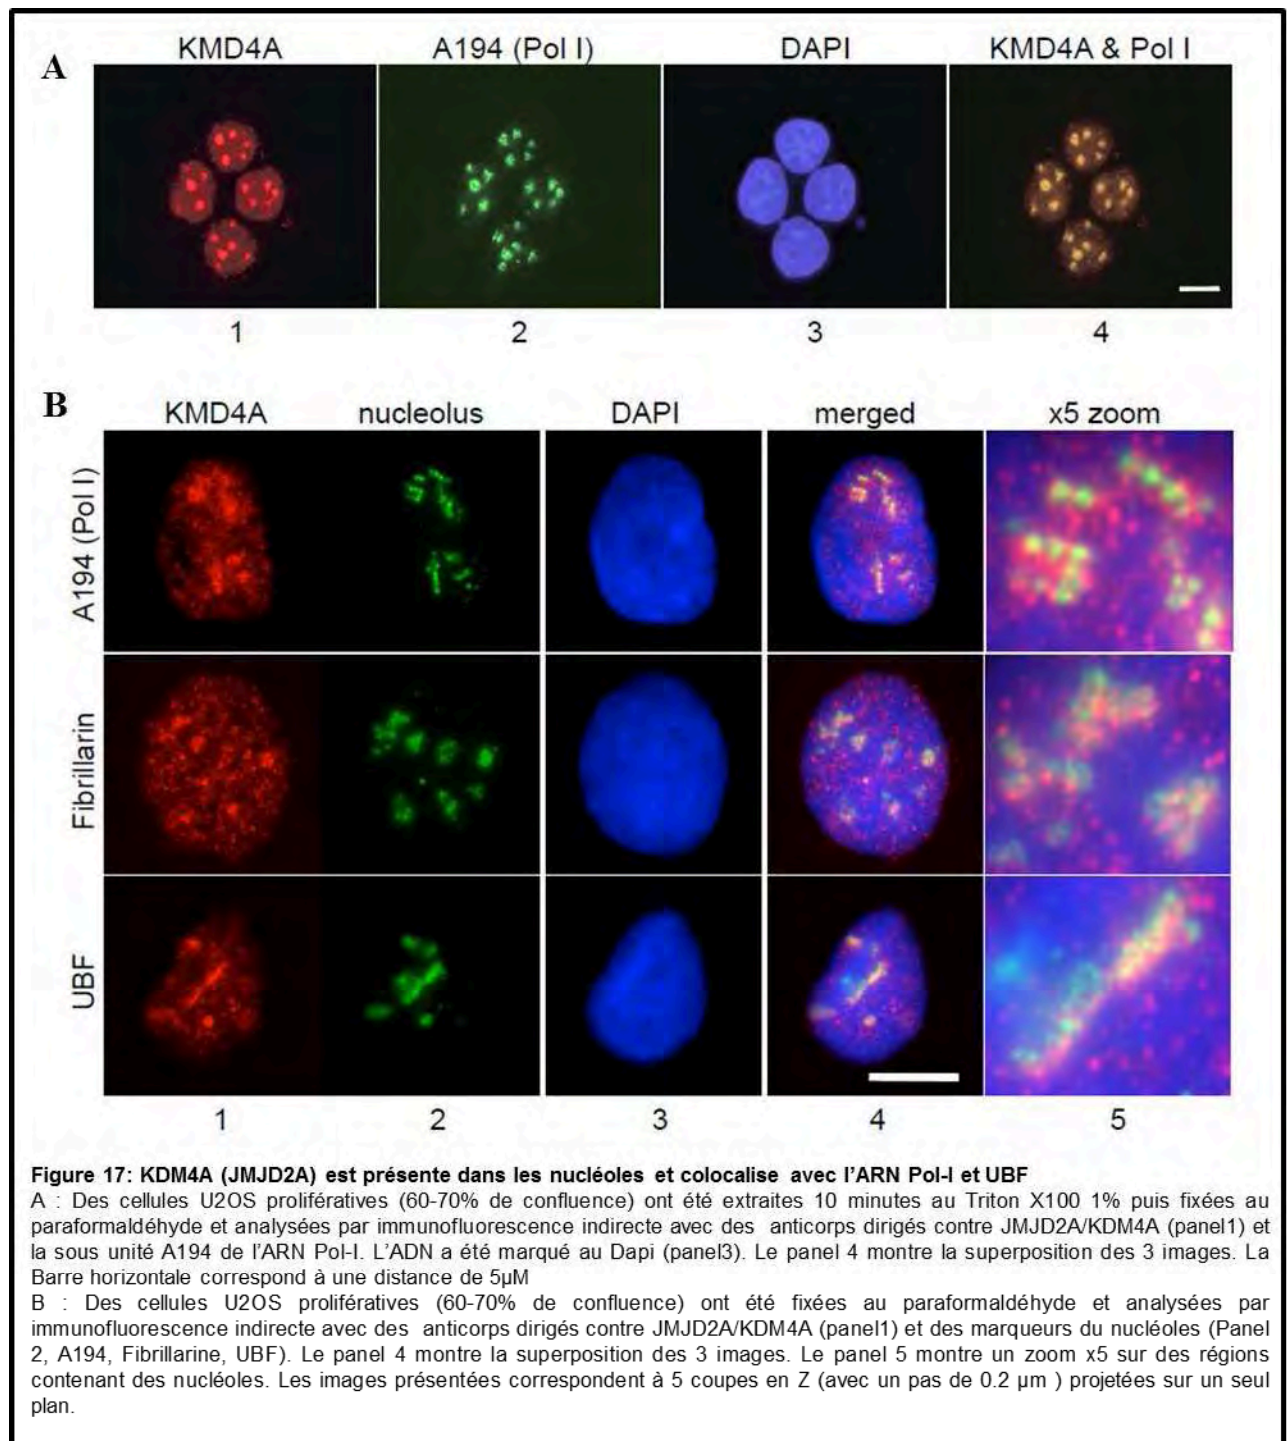 A
KMD4A A194 (Pol I) DAPI KMD4A & Pol I
1 2 3 4
B
KMD4A nucleolus DAPI merged x5 zoom
A194 (Pol I)
Fibrillarin
UBF
1 2 3 4 5
Figure 17: KDM4A (JMJD2A) est présente dans les nucléoles et colocalise avec l'ARN Pol-I et UBF
A : Des cellules U2OS prolifératives (60-70% de confluence) ont été extraites 10 minutes au Triton X100 1% puis fixées au
paraformaldéhyde et analysées par immunofluorescence indirecte avec des anticorps dirigés contre JMJD2A/KDM4A (panel1) et
la sous unité A194 de l'ARN Pol-I. L'ADN a été marqué au Dapi (panel3). Le panel 4 montre la superposition des 3 images. La
Barre horizontale correspond à une distance de 5µM
B : Des cellules U2OS prolifératives (60-70% de confluence) ont été fixées au paraformaldéhyde et analysées par
immunofluorescence indirecte avec des anticorps dirigés contre JMJD2A/KDM4A (panel1) et des marqueurs du nucléoles (Panel
2, A194, Fibrillarine, UBF). Le panel 4 montre la superposition des 3 images. Le panel 5 montre un zoom x5 sur des régions
contenant des nucléoles. Les images présentées correspondent à 5 coupes en Z (avec un pas de 0.2 µm ) projetées sur un seul
plan.